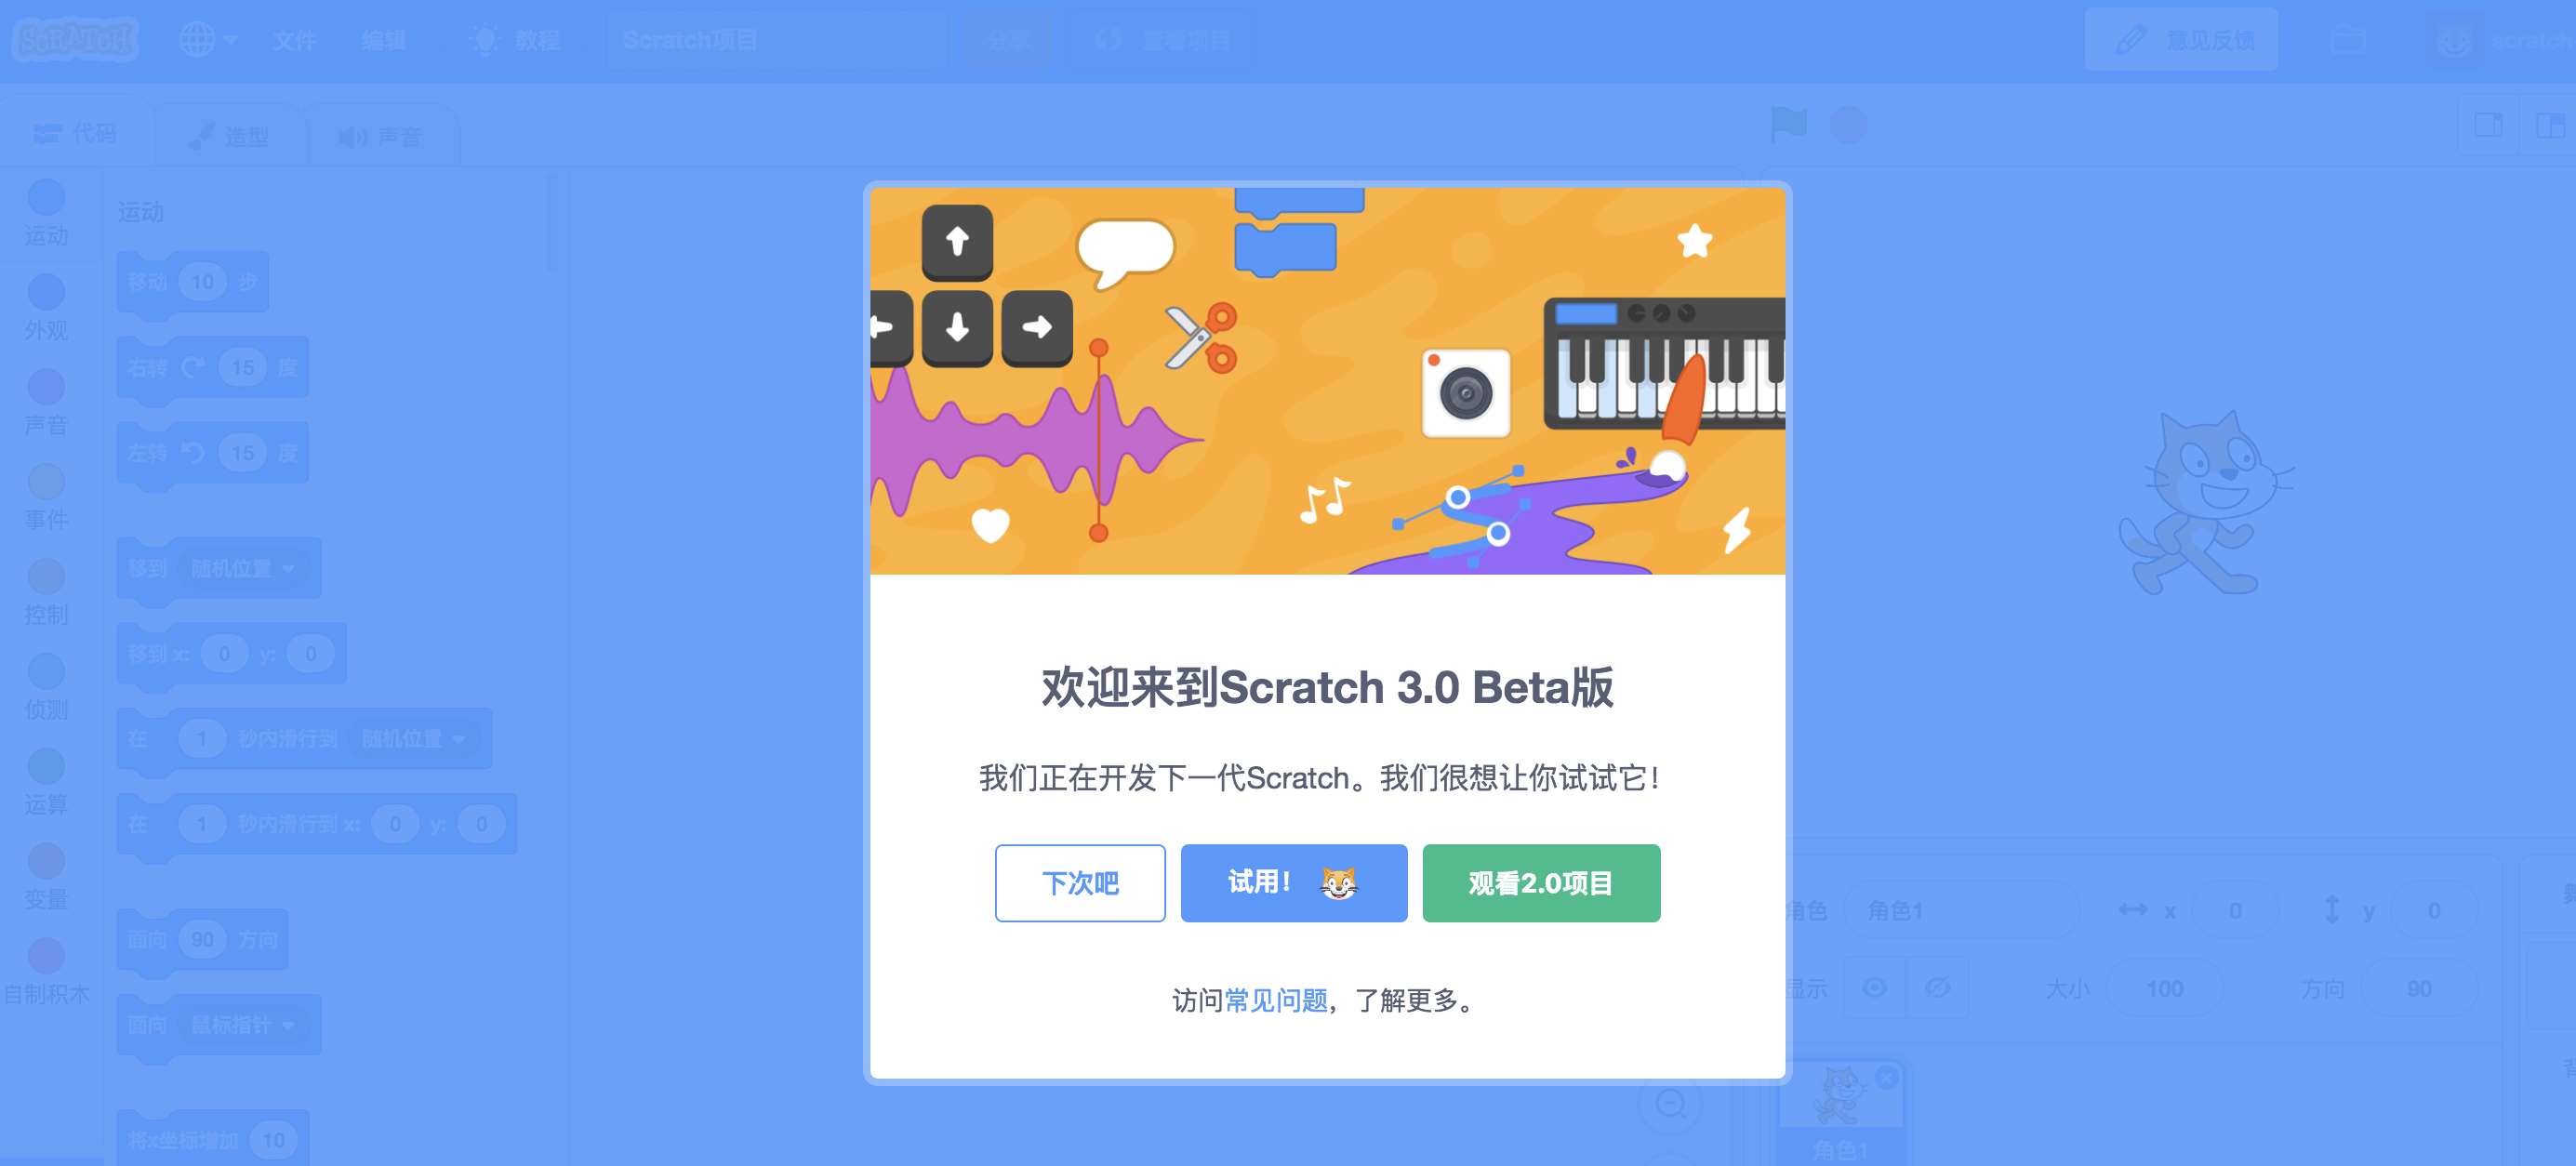 SCRATCH
文件 编辑 教程 Scratch项目 分享 查看项目 意见反馈 scratch
代码 造型 声音
运动
外观
声音
事件
控制
侦测
运算
变量
自制积木
运动
移动 10 步
右转 15 度
左转 15 度
移到 随机位置
移到 x: 0 y: 0
在 1 秒内滑行到 随机位置
在 1 秒内滑行到 x: 0 y: 0
面向 90 方向
面向 鼠标指针
将x坐标增加 10
欢迎来到Scratch 3.0 Beta版
我们正在开发下一代Scratch。我们很想让你试试它！
下次吧 试用！ 观看2.0项目
访问常见问题，了解更多。
角色 角色1 x 0 y 0
显示 大小 100 方向 90
角色1